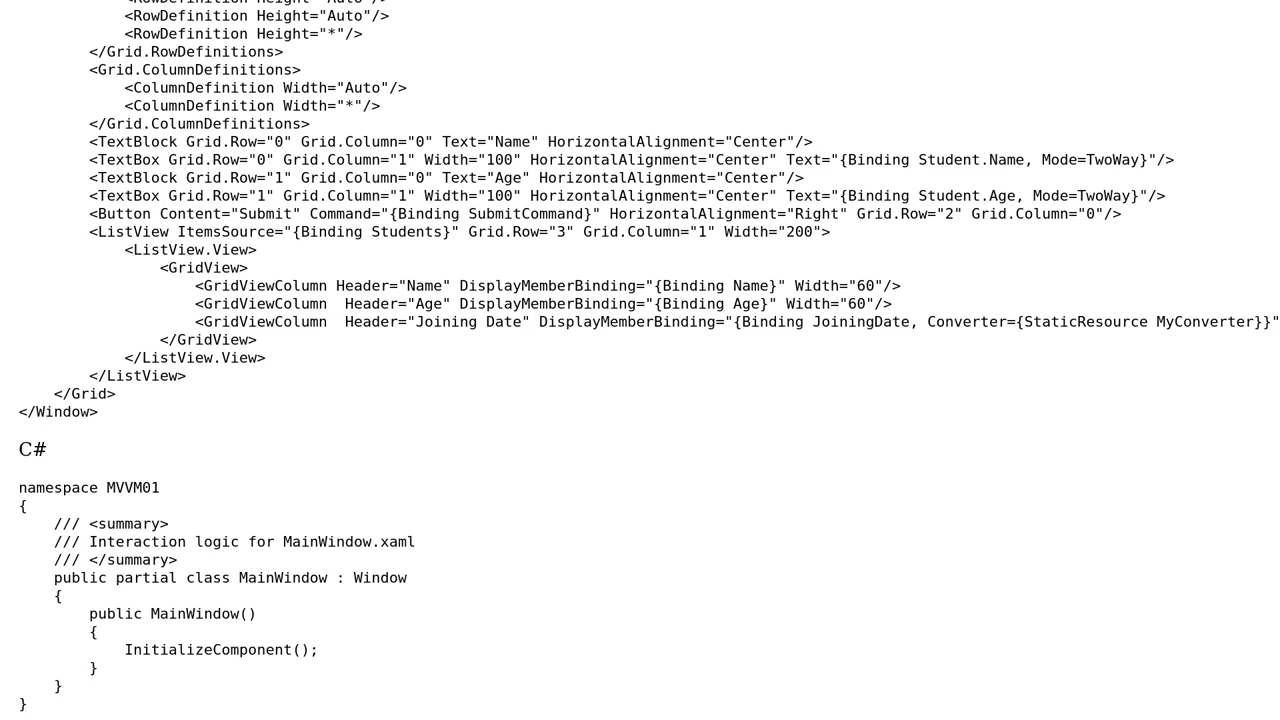 <RowDefinition Height="Auto"/>
<RowDefinition Height="Auto"/>
<RowDefinition Height="*"/>
</Grid.RowDefinitions>
<Grid.ColumnDefinitions>
<ColumnDefinition Width="Auto"/>
<ColumnDefinition Width="*"/>
</Grid.ColumnDefinitions>
<TextBlock Grid.Row="0" Grid.Column="0" Text="Name" HorizontalAlignment="Center"/>
<TextBox Grid.Row="0" Grid.Column="1" Width="100" HorizontalAlignment="Center" Text="{Binding Student.Name, Mode=TwoWay}"/>
<TextBlock Grid.Row="1" Grid.Column="0" Text="Age" HorizontalAlignment="Center"/>
<TextBox Grid.Row="1" Grid.Column="1" Width="100" HorizontalAlignment="Center" Text="{Binding Student.Age, Mode=TwoWay}"/>
<Button Content="Submit" Command="{Binding SubmitCommand}" HorizontalAlignment="Right" Grid.Row="2" Grid.Column="0"/>
<ListView ItemsSource="{Binding Students}" Grid.Row="3" Grid.Column="1" Width="200">
<ListView.View>
<GridView>
<GridViewColumn Header="Name" DisplayMemberBinding="{Binding Name}" Width="60"/>
<GridViewColumn  Header="Age" DisplayMemberBinding="{Binding Age}" Width="60"/>
<GridViewColumn  Header="Joining Date" DisplayMemberBinding="{Binding JoiningDate, Converter={StaticResource MyConverter}}"
</GridView>
</ListView.View>
</ListView>
</Grid>
</Window>
C#
namespace MVVM01
{
/// <summary>
/// Interaction logic for MainWindow.xaml
/// </summary>
public partial class MainWindow : Window
{
public MainWindow()
{
InitializeComponent();
}
}
}